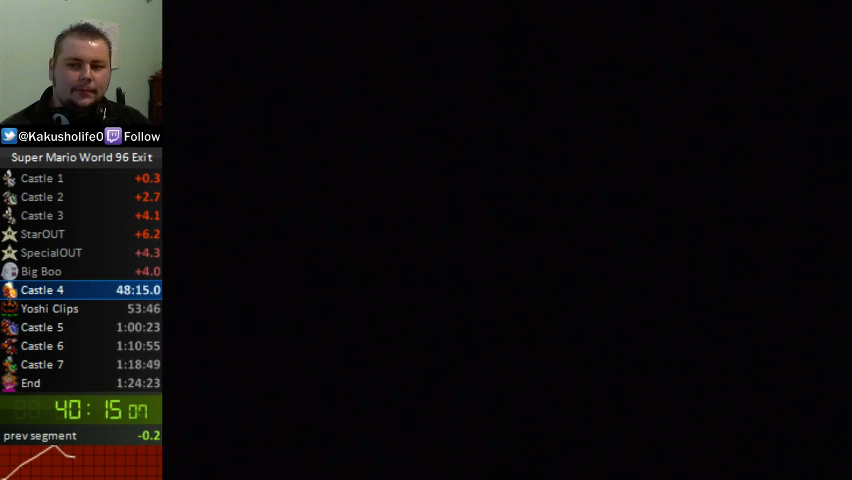 @Kakusholife0 Follow
Super Mario World 96 Exit
Castle 1 +0.3
Castle 2 +2.7
Castle 3 +4.1
StarOUT +6.2
SpecialOUT +4.3
Big Boo +4.0
Castle 4 48:15.0
Yoshi Clips 53:46
Castle 5 1:00:23
Castle 6 1:10:55
Castle 7 1:18:49
End 1:24:23
40:15 07
prev segment -0.2